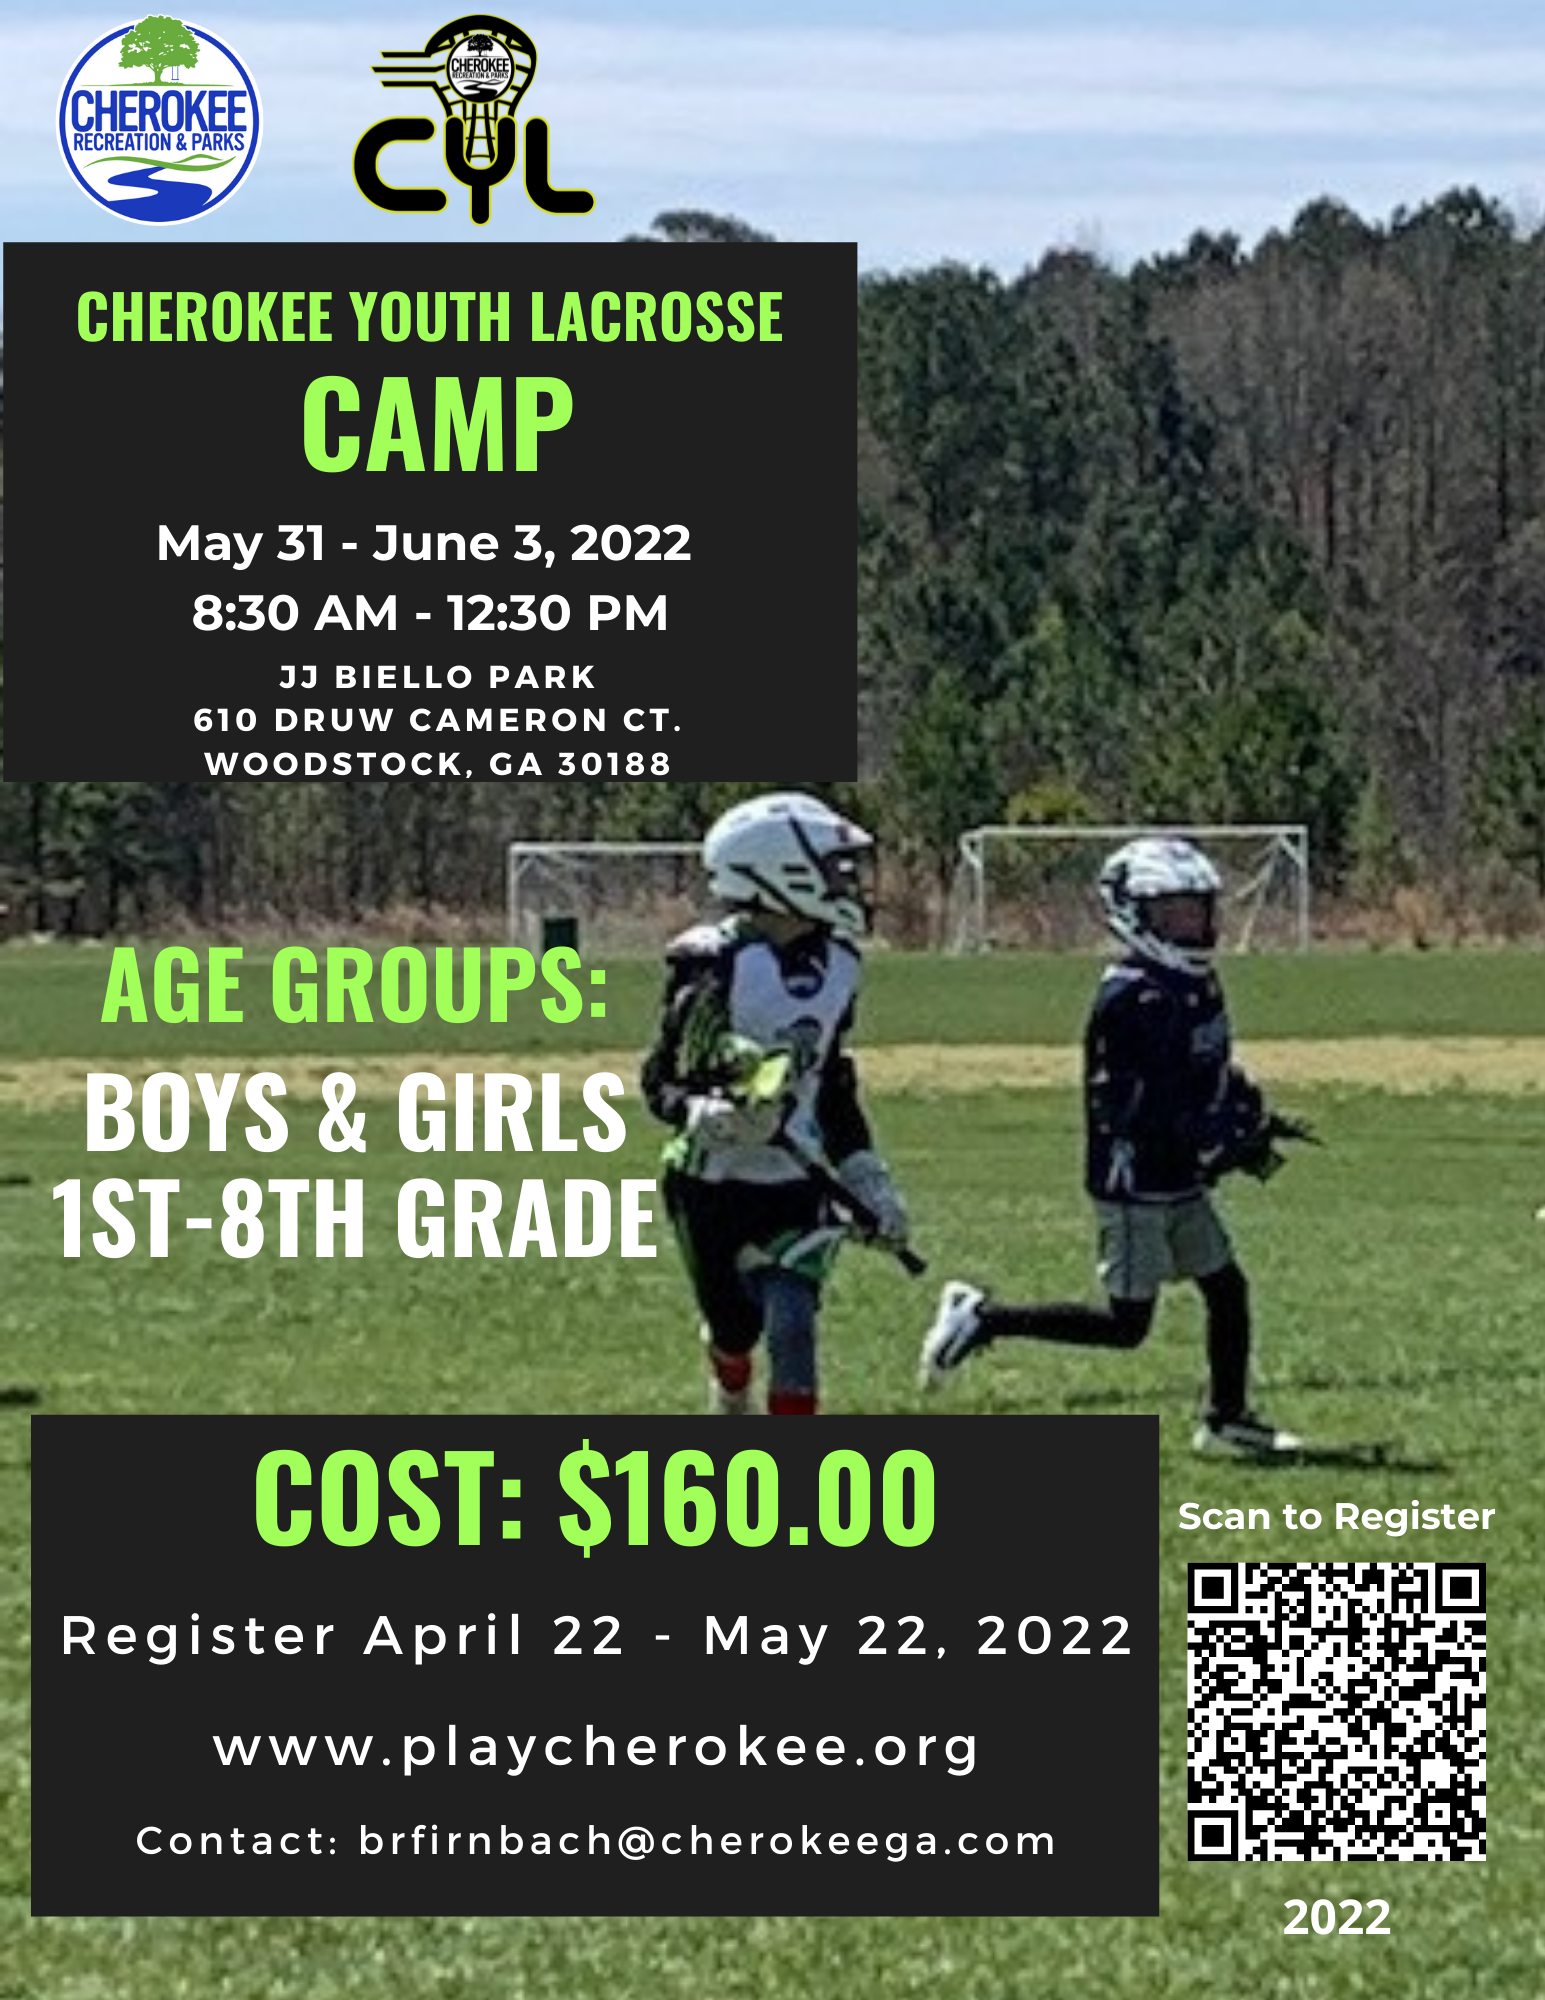 CHEROKEE
RECREATION & PARKS
CHEROKEE
RECREATION & PARKS
CYL
CHEROKEE YOUTH LACROSSE
CAMP
May 31 - June 3, 2022
8:30 AM - 12:30 PM
JJ BIELLO PARK
610 DRUW CAMERON CT.
WOODSTOCK, GA 30188
AGE GROUPS:
BOYS & GIRLS
1ST-8TH GRADE
COST: $160.00
Register April 22 - May 22, 2022
www.playcherokee.org
Contact: brfirnbach@cherokeega.com
Scan to Register
2022